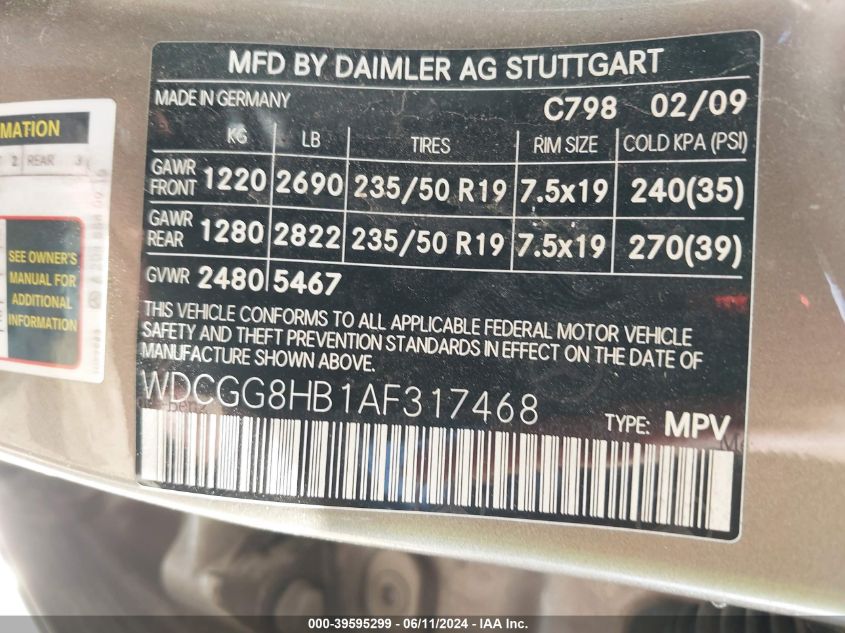 MFD BY DAIMLER AG STUTTGART
MADE IN GERMANY C798 02/09
KG LB TIRES RIM SIZE COLD KPA (PSI)
GAWR FRONT 1220 2690 235/50 R19 7.5x19 240(35)
GAWR REAR 1280 2822 235/50 R19 7.5x19 270(39)
GVWR 2480 5467
THIS VEHICLE CONFORMS TO ALL APPLICABLE FEDERAL MOTOR VEHICLE
SAFETY AND THEFT PREVENTION STANDARDS IN EFFECT ON THE DATE OF
MANUFACTURE SHOWN ABOVE.
WDCGG8HB1AF317468
TYPE: MPV
MATION
2 REAR 3
SEE OWNER'S
MANUAL FOR
ADDITIONAL
INFORMATION
000-39595299 - 06/11/2024 - IAA Inc.